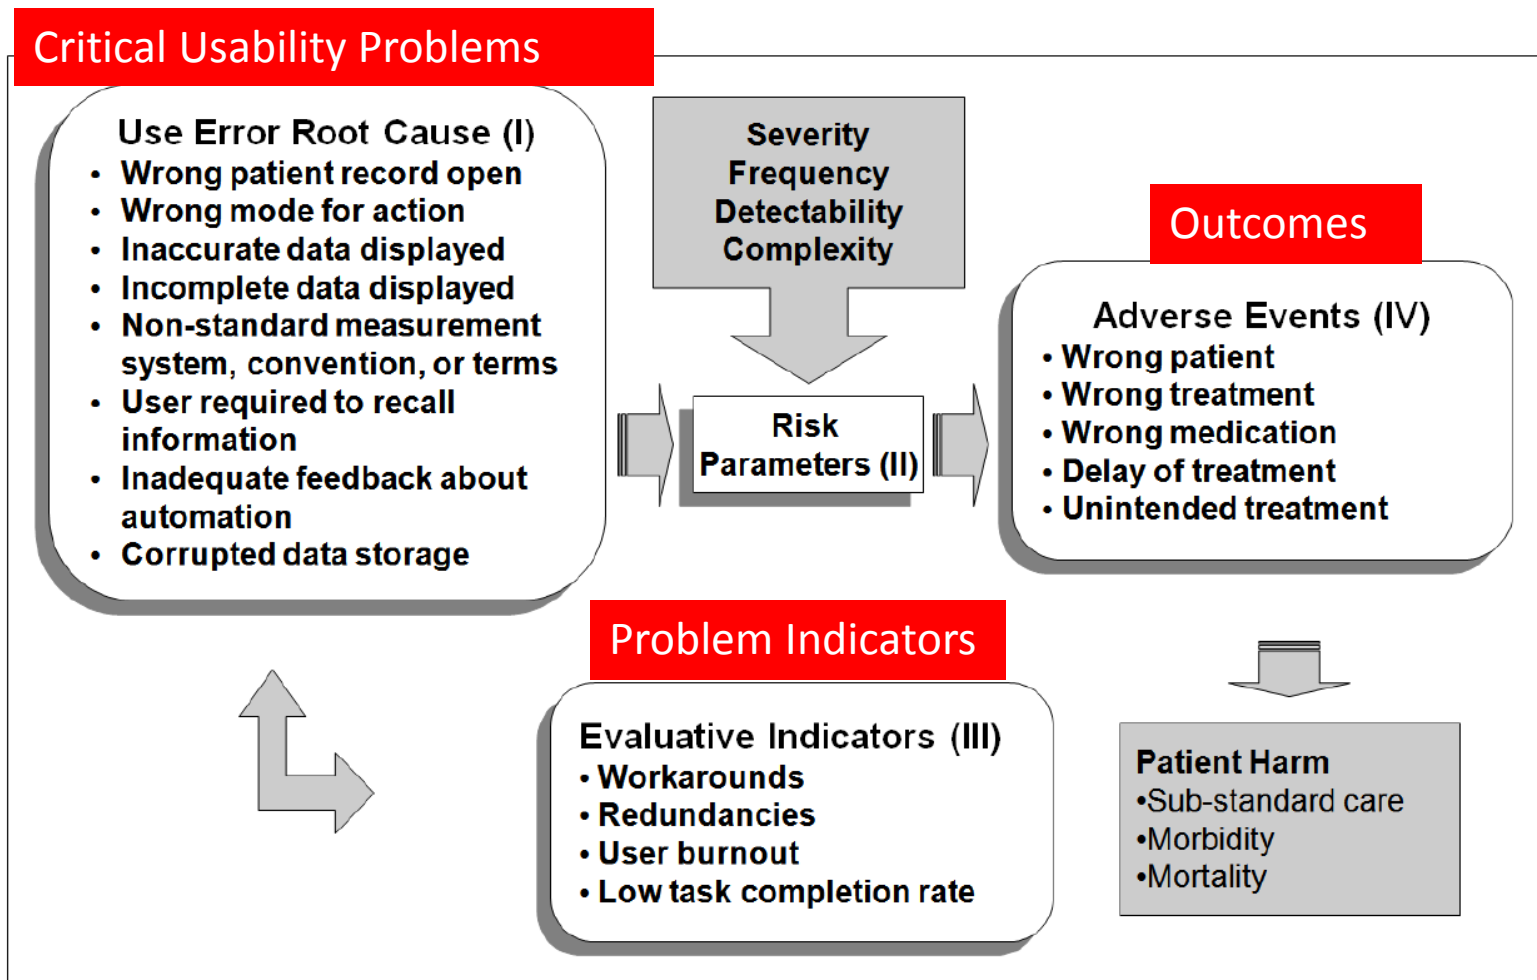 Critical Usability Problems
Use Error Root Cause (I)
• Wrong patient record open
• Wrong mode for action
• Inaccurate data displayed
• Incomplete data displayed
• Non-standard measurement
system, convention, or terms
• User required to recall
information
• Inadequate feedback about
automation
• Corrupted data storage
Severity
Frequency
Detectability
Complexity
Risk
Parameters (II)
Outcomes
Adverse Events (IV)
• Wrong patient
• Wrong treatment
• Wrong medication
• Delay of treatment
• Unintended treatment
Problem Indicators
Evaluative Indicators (III)
• Workarounds
• Redundancies
• User burnout
• Low task completion rate
Patient Harm
•Sub-standard care
•Morbidity
•Mortality